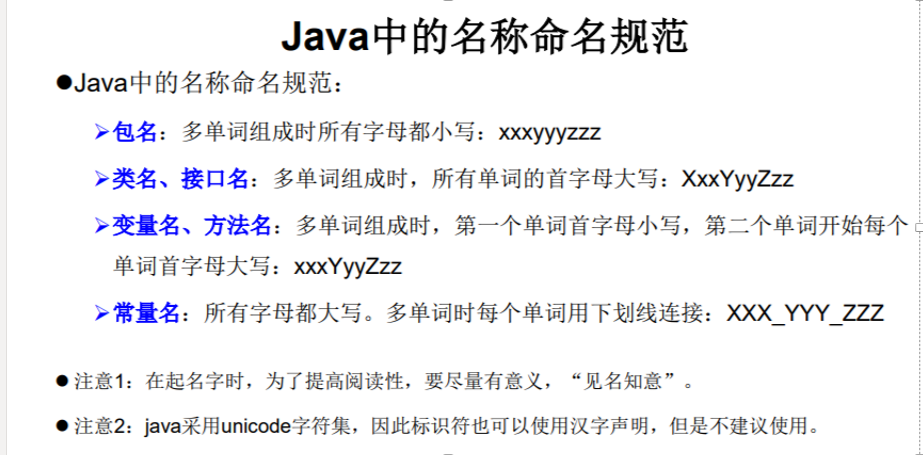 Java中的名称命名规范
●Java中的名称命名规范：
➢包名：多单词组成时所有字母都小写：xxxyyyzzz
➢类名、接口名：多单词组成时，所有单词的首字母大写：XxxYyyZzz
➢变量名、方法名：多单词组成时，第一个单词首字母小写，第二个单词开始每个
单词首字母大写：xxxYyyZzz
➢常量名：所有字母都大写。多单词时每个单词用下划线连接：XXX_YYY_ZZZ
●注意1：在起名字时，为了提高阅读性，要尽量有意义，“见名知意”。
●注意2：java采用unicode字符集，因此标识符也可以使用汉字声明，但是不建议使用。